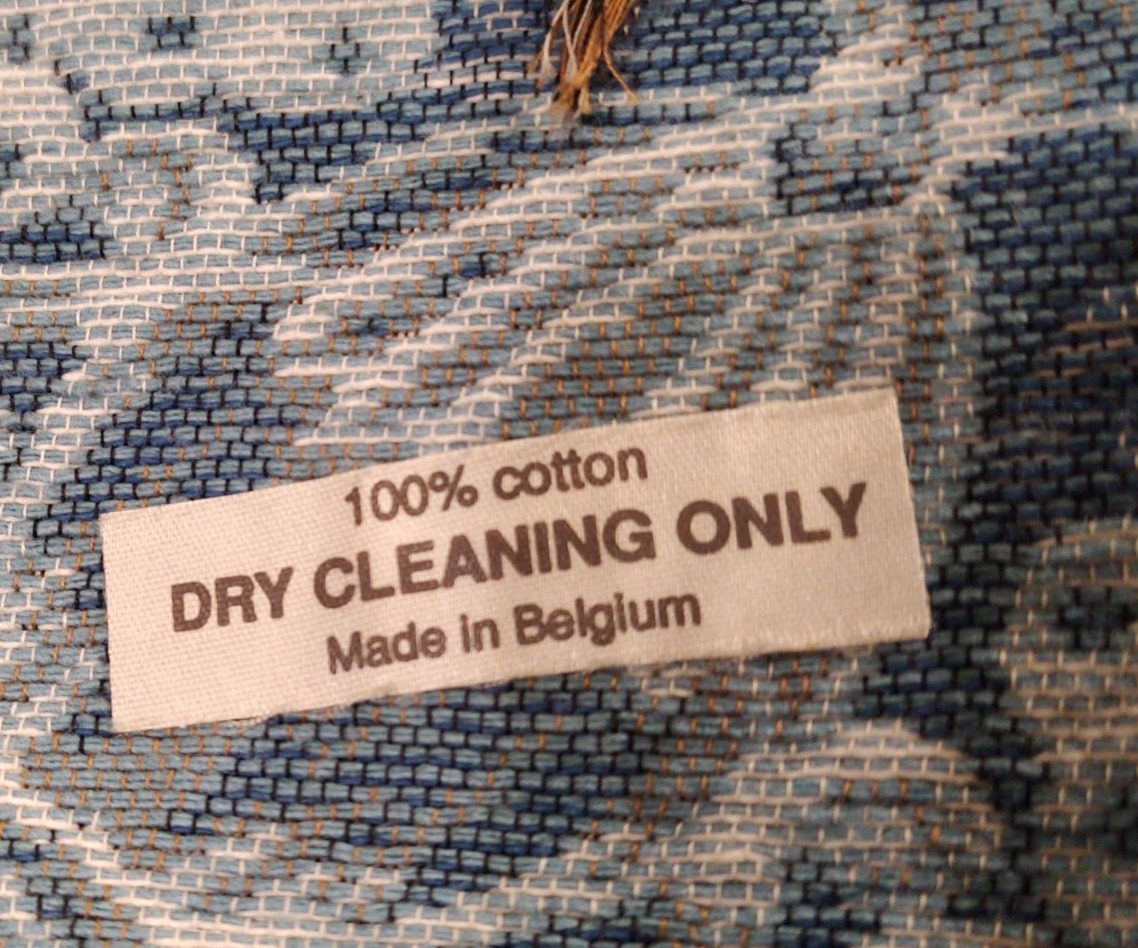 100% cotton
DRY CLEANING ONLY
Made in Belgium